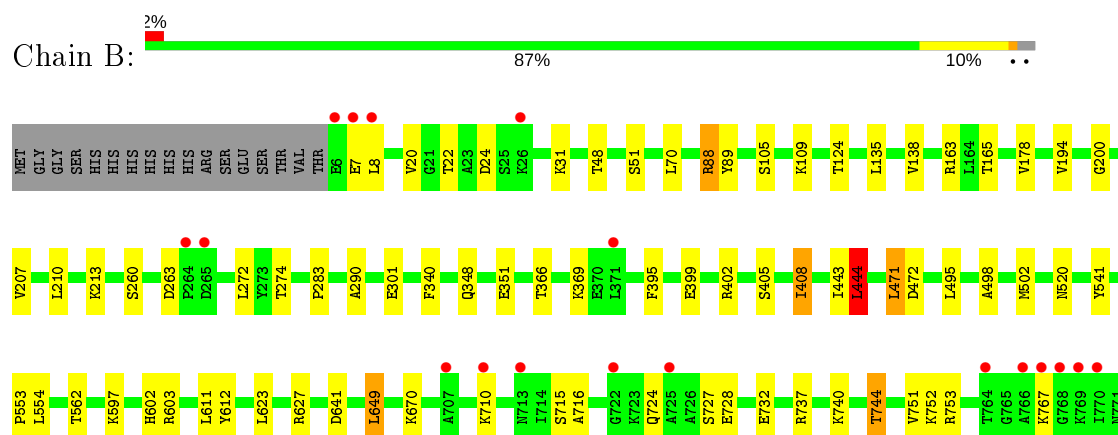 2%
Chain B:
87% 10% • •
MET GLY GLY SER HIS HIS HIS HIS HIS HIS ARG SER GLU SER THR VAL THR E6 E7 L8 V20 G21 T22 A23 D24 S25 K26 K31 T48 S51 L70 R88 Y89 S105 K109 T124 L135 V138 R163 L164 T165 V178 V194 G200
V207 L210 K213 S260 D263 P264 D265 L272 Y273 T274 P283 A290 E301 F340 Q348 E351 T366 K369 E370 L371 F395 E399 R402 S405 I408 I443 L444 L471 D472 L495 A498 M502 N520 Y541
P553 L554 T562 K597 H602 R603 L611 Y612 L623 R627 D641 L649 K670 A707 K710 N713 I714 S715 A716 G722 K723 Q724 A725 A726 S727 E728 E732 R737 K740 T744 V751 K752 R753 T764 G765 A766 K767 G768 K769 I770